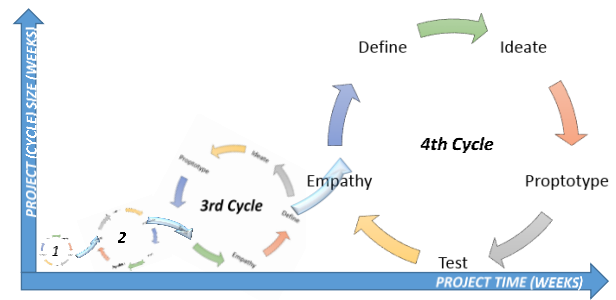 PROJECT (CYCLE) SIZE (WEEKS)
Define
Ideate
4th Cycle
Empathy
Proptotype
Test
Ideate
Proptotype
3rd Cycle
Define
Empathy
2
1
PROJECT TIME (WEEKS)